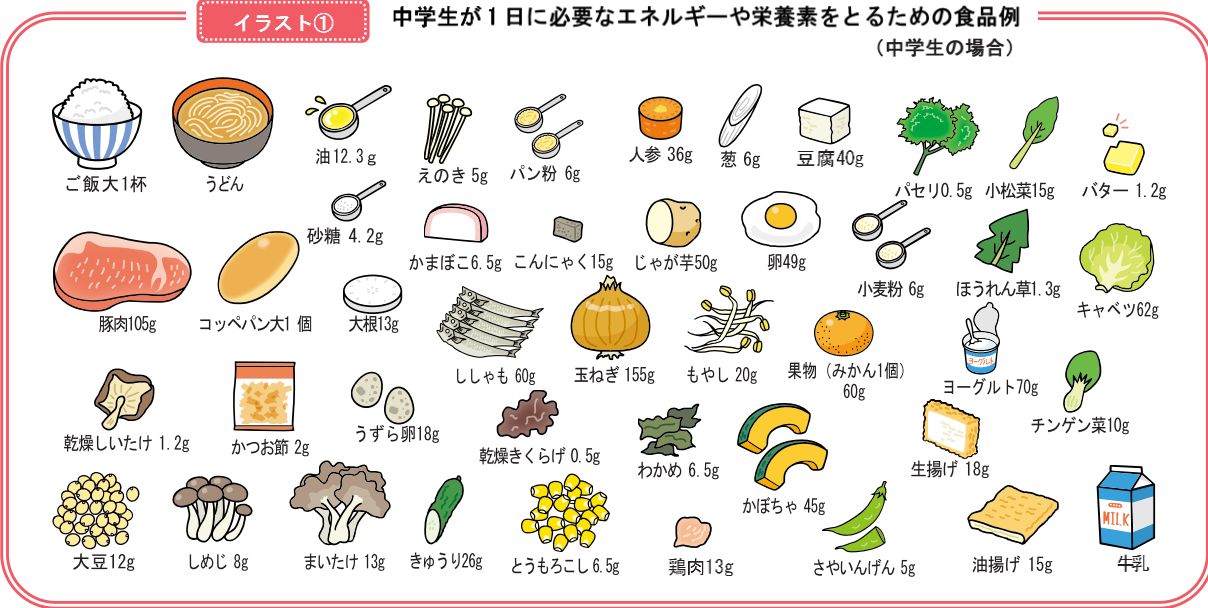 イラスト①
中学生が１日に必要なエネルギーや栄養素をとるための食品例
（中学生の場合）
ご飯大1杯
うどん
油12.3g
えのき 5g
パン粉 6g
人参 36g
葱 6g
豆腐40g
パセリ0.5g
小松菜15g
バター 1.2g
砂糖 4.2g
かまぼこ6.5g
こんにゃく15g
じゃが芋50g
卵49g
小麦粉 6g
ほうれん草1.3g
キャベツ62g
豚肉105g
コッペパン大1 個
大根13g
ししゃも 60g
玉ねぎ 155g
もやし 20g
果物（みかん1個）
60g
ヨーグルト
ヨーグルト70g
チンゲン菜10g
乾燥しいたけ 1.2g
かつお節 2g
うずら卵18g
乾燥きくらげ 0.5g
わかめ 6.5g
かぼちゃ 45g
生揚げ 18g
大豆12g
しめじ 8g
まいたけ 13g
きゅうり26g
とうもろこし 6.5g
鶏肉13g
さやいんげん 5g
油揚げ 15g
MILK
牛乳